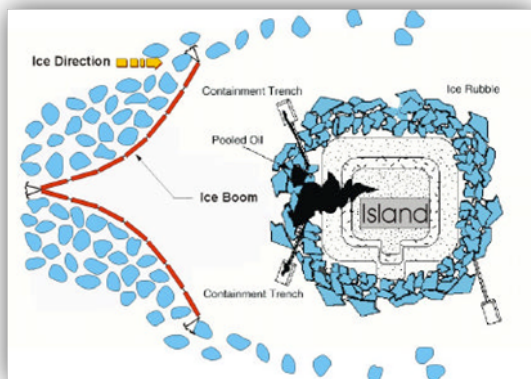 Ice Direction
Containment Trench
Ice Rubble
Pooled Oil
Ice Boom
Island
Containment Trench